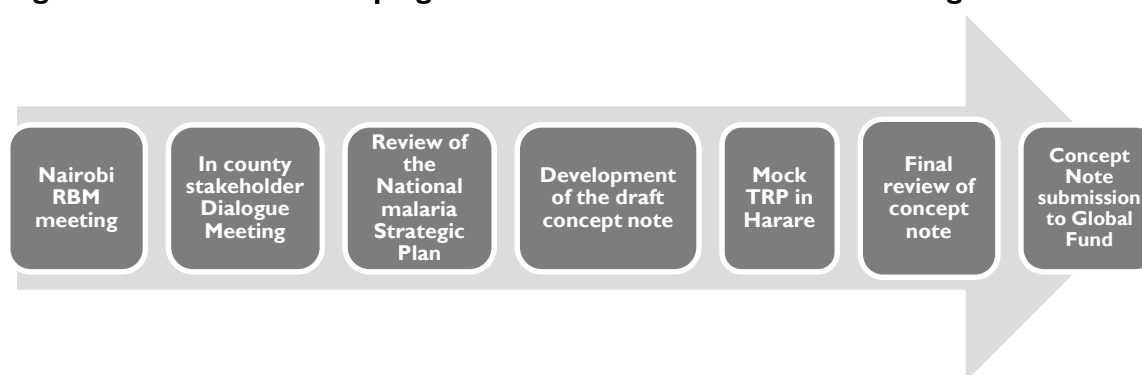 Nairobi
RBM
meeting
In county
stakeholder
Dialogue
Meeting
Review of
the
National
malaria
Strategic
Plan
Development
of the draft
concept note
Mock
TRP in
Harare
Final
review of
concept
note
Concept
Note
submission
to Global
Fund